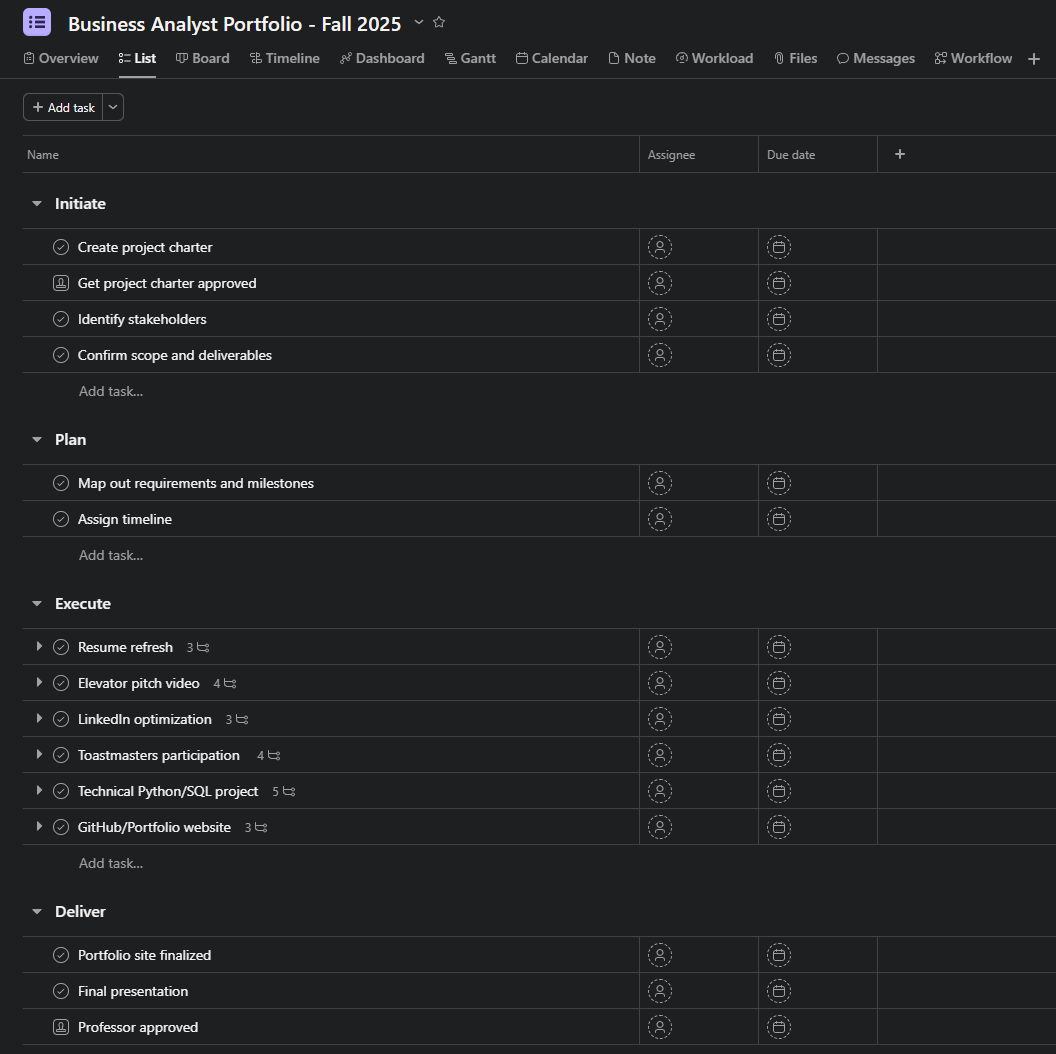 Business Analyst Portfolio - Fall 2025
Overview List Board Timeline Dashboard Gantt Calendar Note Workload Files Messages Workflow +
+ Add task
Name Assignee Due date +
Initiate
Create project charter
Get project charter approved
Identify stakeholders
Confirm scope and deliverables
Add task...
Plan
Map out requirements and milestones
Assign timeline
Add task...
Execute
Resume refresh 3
Elevator pitch video 4
LinkedIn optimization 3
Toastmasters participation 4
Technical Python/SQL project 5
GitHub/Portfolio website 3
Add task...
Deliver
Portfolio site finalized
Final presentation
Professor approved